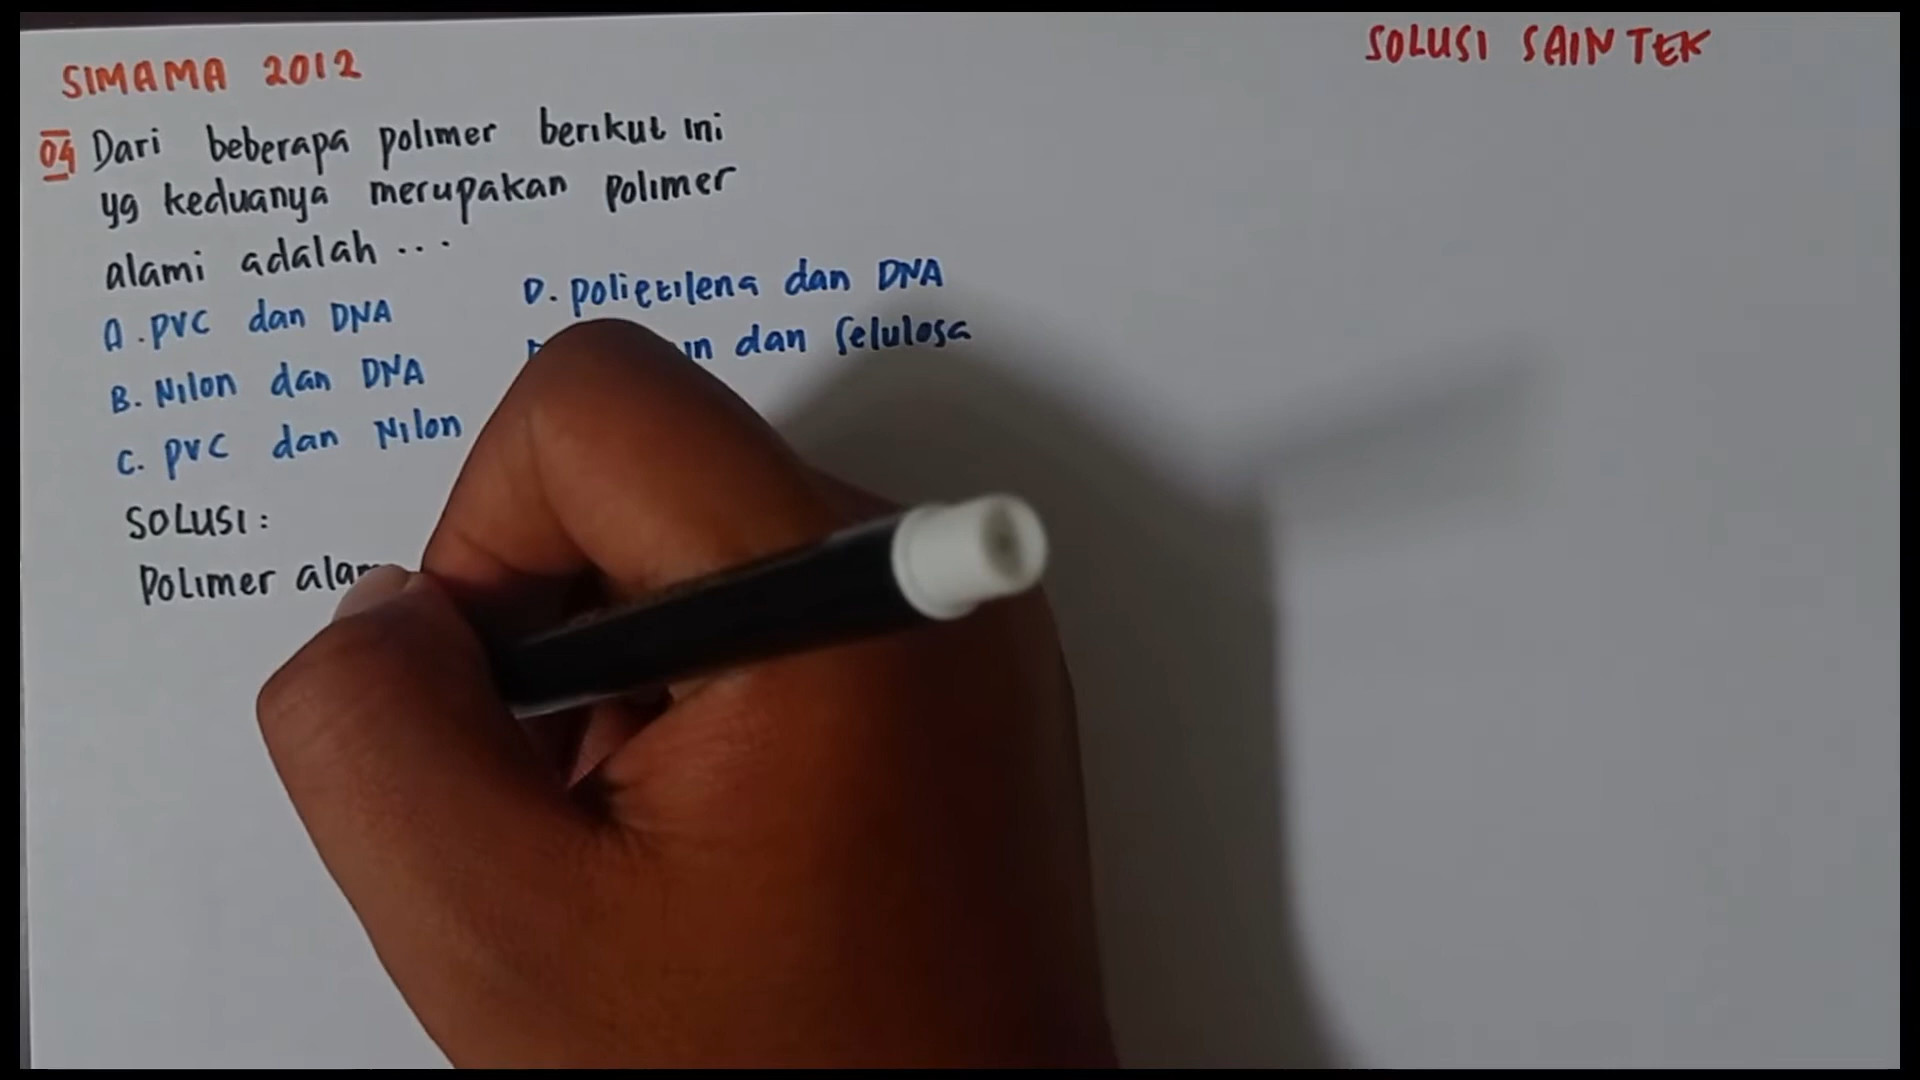 SIMAMA 2012
SOLUSI SAINTEK
04 Dari beberapa polimer berikut ini
yg keduanya merupakan polimer
alami adalah ...
A. PVC dan DNA
B. Nilon dan DNA
C. PVC dan Nilon
D. Polietilena dan DNA
dan Selulosa
SOLUSI :
Polimer